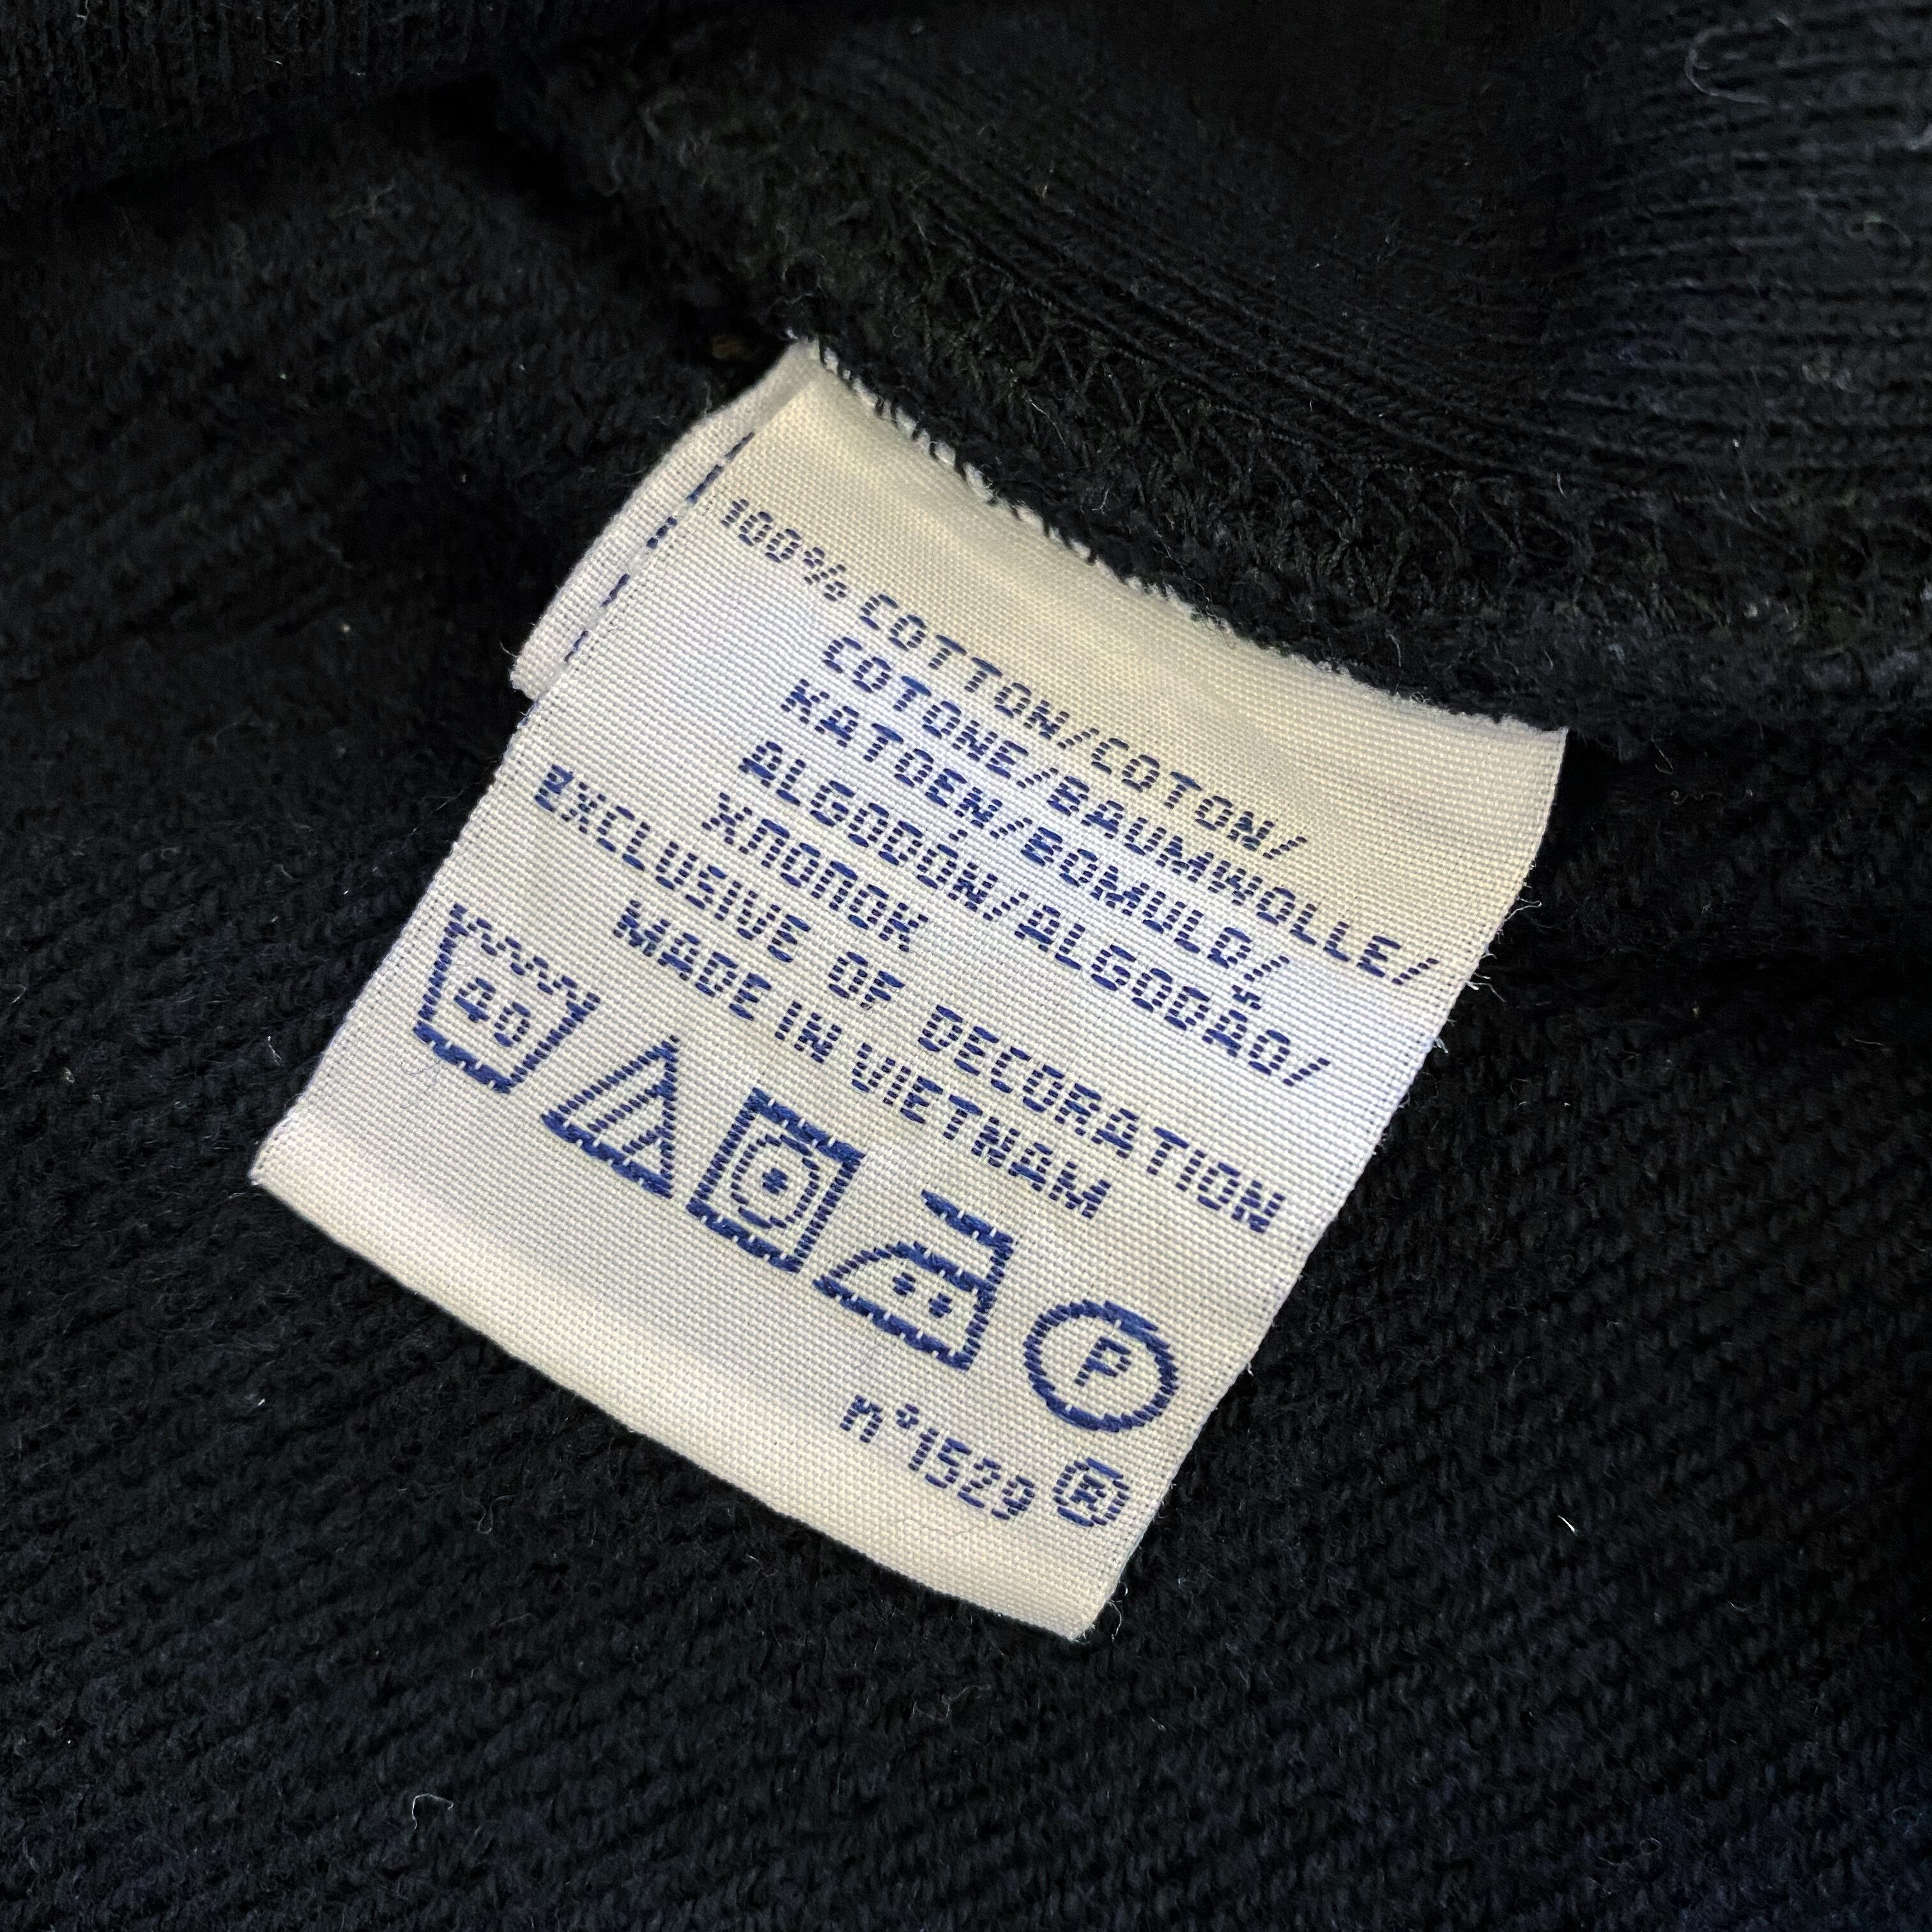 100% COTTON/COTON/
COTONE/BAUMWOLLE/
KATOEN/BOMULD/
ALGODÓN/ALGODÃO/
ХЛОПОК
EXCLUSIVE OF DECORATION
MADE IN VIETNAM
40
P
n°1529 ®